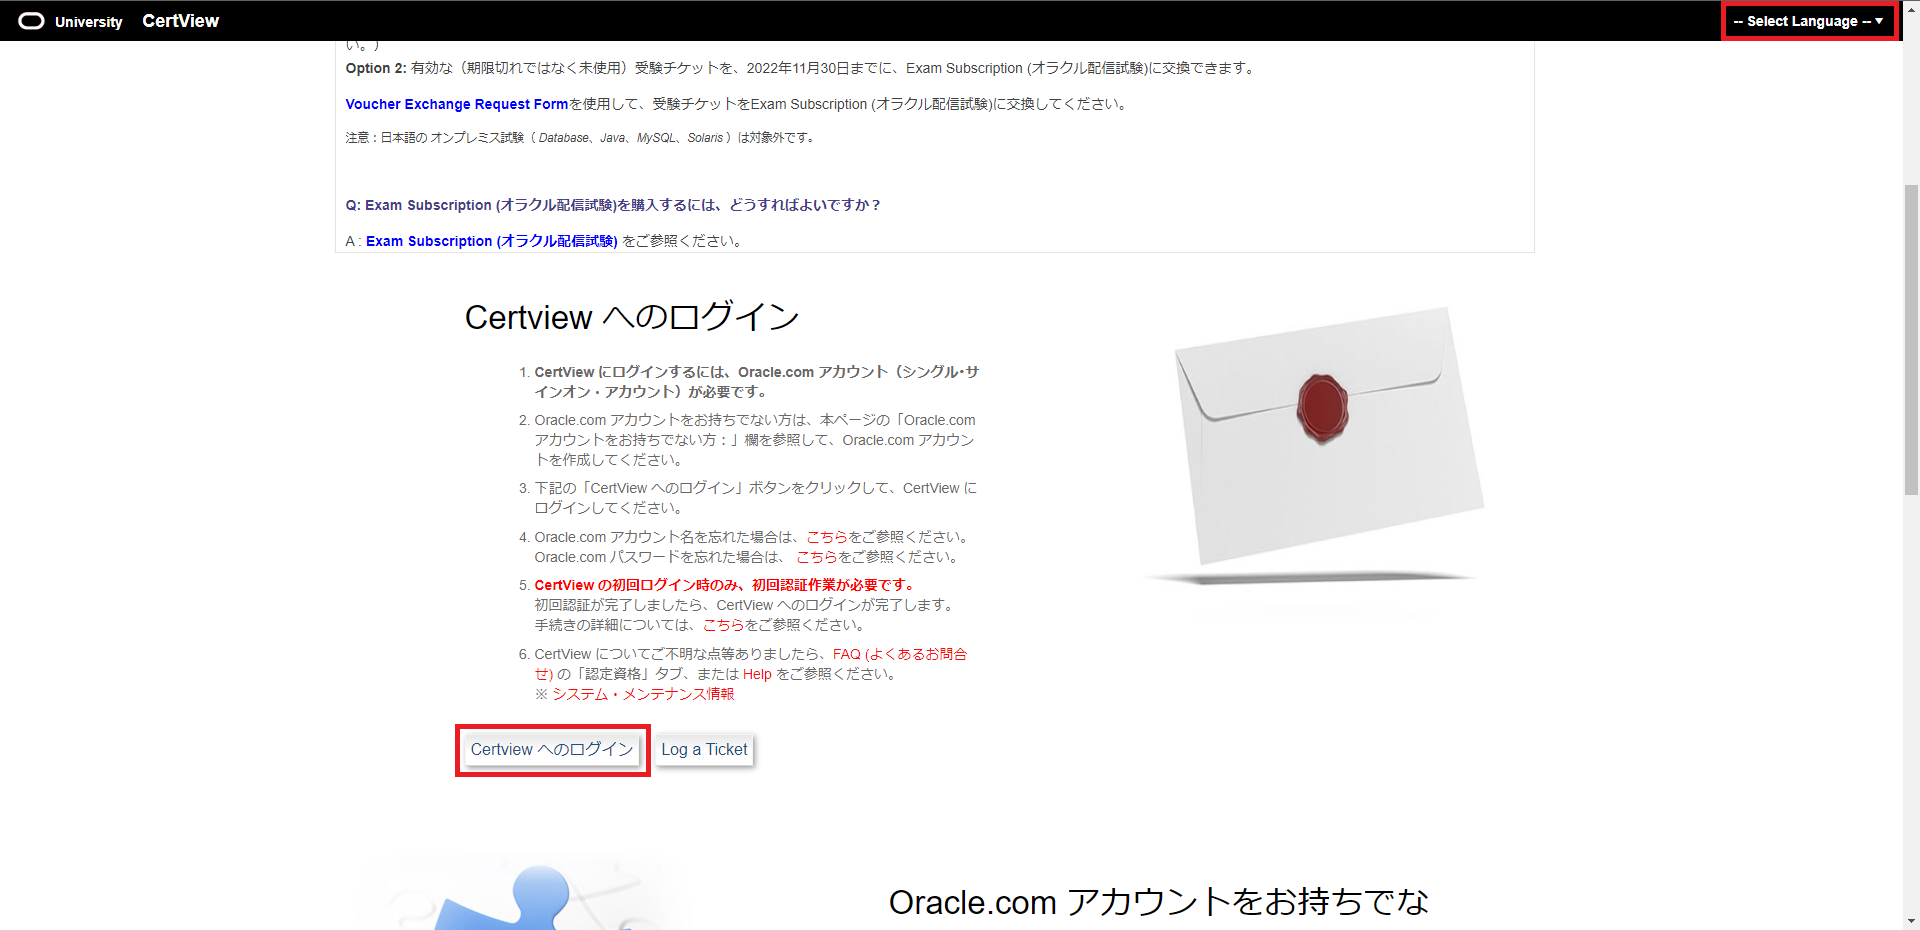 University CertView -- Select Language -- ▼
い。)
Option 2: 有効な（期限切れではなく未使用）受験チケットを、2022年11月30日までに、Exam Subscription (オラクル配信試験)に交換できます。
Voucher Exchange Request Formを使用して、受験チケットをExam Subscription (オラクル配信試験)に交換してください。
注意：日本語の オンプレミス試験（ Database、Java、MySQL、Solaris ）は対象外です。
Q: Exam Subscription (オラクル配信試験)を購入するには、どうすればよいですか？
A : Exam Subscription (オラクル配信試験) をご参照ください。
Certview へのログイン
1. CertView にログインするには、Oracle.com アカウント（シングル･サ
インオン・アカウント）が必要です。
2. Oracle.com アカウントをお持ちでない方は、本ページの「Oracle.com
アカウントをお持ちでない方：」欄を参照して、Oracle.com アカウン
トを作成してください。
3. 下記の「CertView へのログイン」ボタンをクリックして、CertView に
ログインしてください。
4. Oracle.com アカウント名を忘れた場合は、こちらをご参照ください。
Oracle.com パスワードを忘れた場合は、 こちらをご参照ください。
5. CertView の初回ログイン時のみ、初回認証作業が必要です。
初回認証が完了しましたら、CertView へのログインが完了します。
手続きの詳細については、こちらをご参照ください。
6. CertView についてご不明な点等ありましたら、FAQ (よくあるお問合
せ) の「認定資格」タブ、または Help をご参照ください。
※ システム・メンテナンス情報
Certview へのログイン Log a Ticket
Oracle.com アカウントをお持ちでな